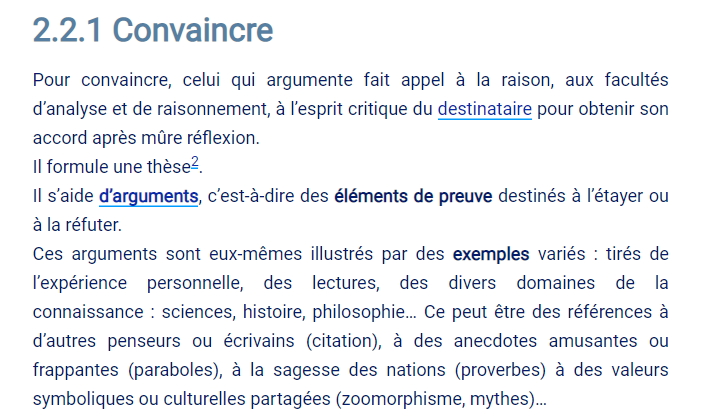 2.2.1 Convaincre
Pour convaincre, celui qui argumente fait appel à la raison, aux facultés
d’analyse et de raisonnement, à l’esprit critique du destinataire pour obtenir son
accord après mûre réflexion.
Il formule une thèse2.
Il s’aide d’arguments, c’est-à-dire des éléments de preuve destinés à l’étayer ou
à la réfuter.
Ces arguments sont eux-mêmes illustrés par des exemples variés : tirés de
l’expérience personnelle, des lectures, des divers domaines de la
connaissance : sciences, histoire, philosophie… Ce peut être des références à
d’autres penseurs ou écrivains (citation), à des anecdotes amusantes ou
frappantes (paraboles), à la sagesse des nations (proverbes) à des valeurs
symboliques ou culturelles partagées (zoomorphisme, mythes)…